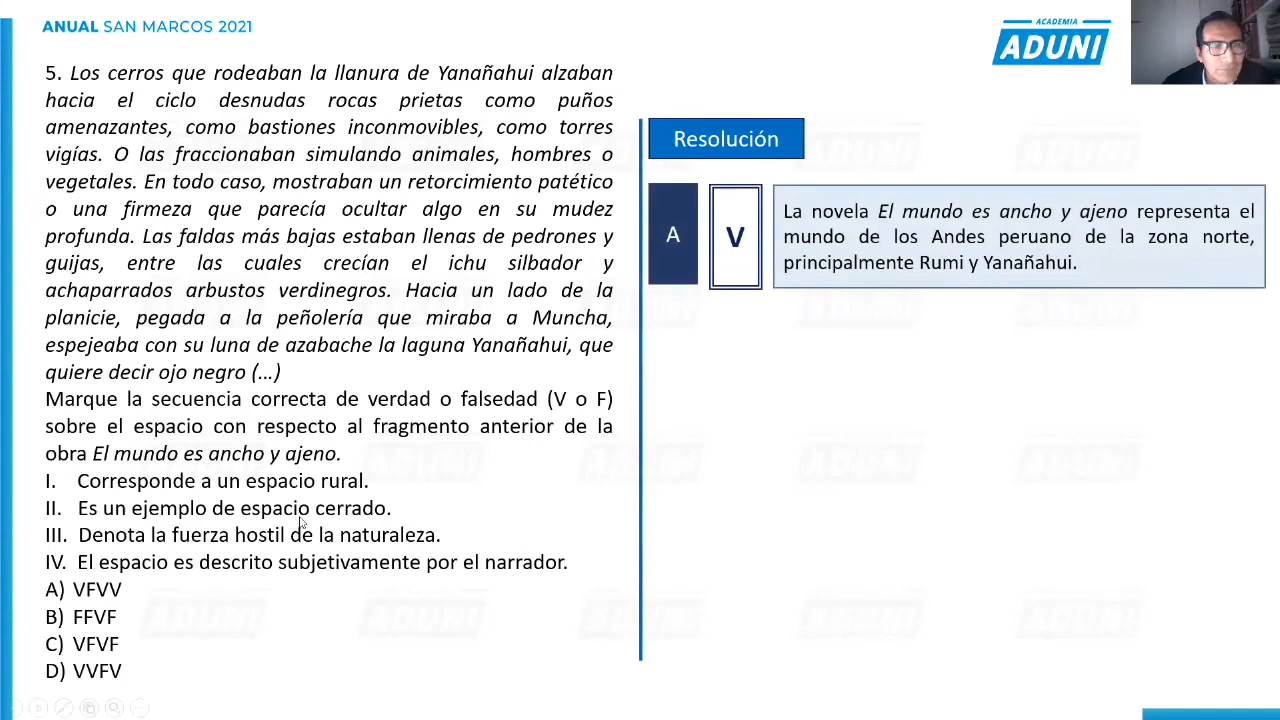 ANUAL SAN MARCOS 2021
ACADEMIA
ADUNI
5. Los cerros que rodeaban la llanura de Yanañahui alzaban
hacia el ciclo desnudas rocas prietas como puños
amenazantes, como bastiones inconmovibles, como torres
vigías. O las fraccionaban simulando animales, hombres o
vegetales. En todo caso, mostraban un retorcimiento patético
o una firmeza que parecía ocultar algo en su mudez
profunda. Las faldas más bajas estaban llenas de pedrones y
guijas, entre las cuales crecían el ichu silbador y
achaparrados arbustos verdinegros. Hacia un lado de la
planicie, pegada a la peñolería que miraba a Muncha,
espejeaba con su luna de azabache la laguna Yanañahui, que
quiere decir ojo negro (...)
Marque la secuencia correcta de verdad o falsedad (V o F)
sobre el espacio con respecto al fragmento anterior de la
obra El mundo es ancho y ajeno.
I. Corresponde a un espacio rural.
II. Es un ejemplo de espacio cerrado.
III. Denota la fuerza hostil de la naturaleza.
IV. El espacio es descrito subjetivamente por el narrador.
A) VFVV
B) FFVF
C) VFVF
D) VVFV
Resolución
A
V
La novela El mundo es ancho y ajeno representa el
mundo de los Andes peruano de la zona norte,
principalmente Rumi y Yanañahui.